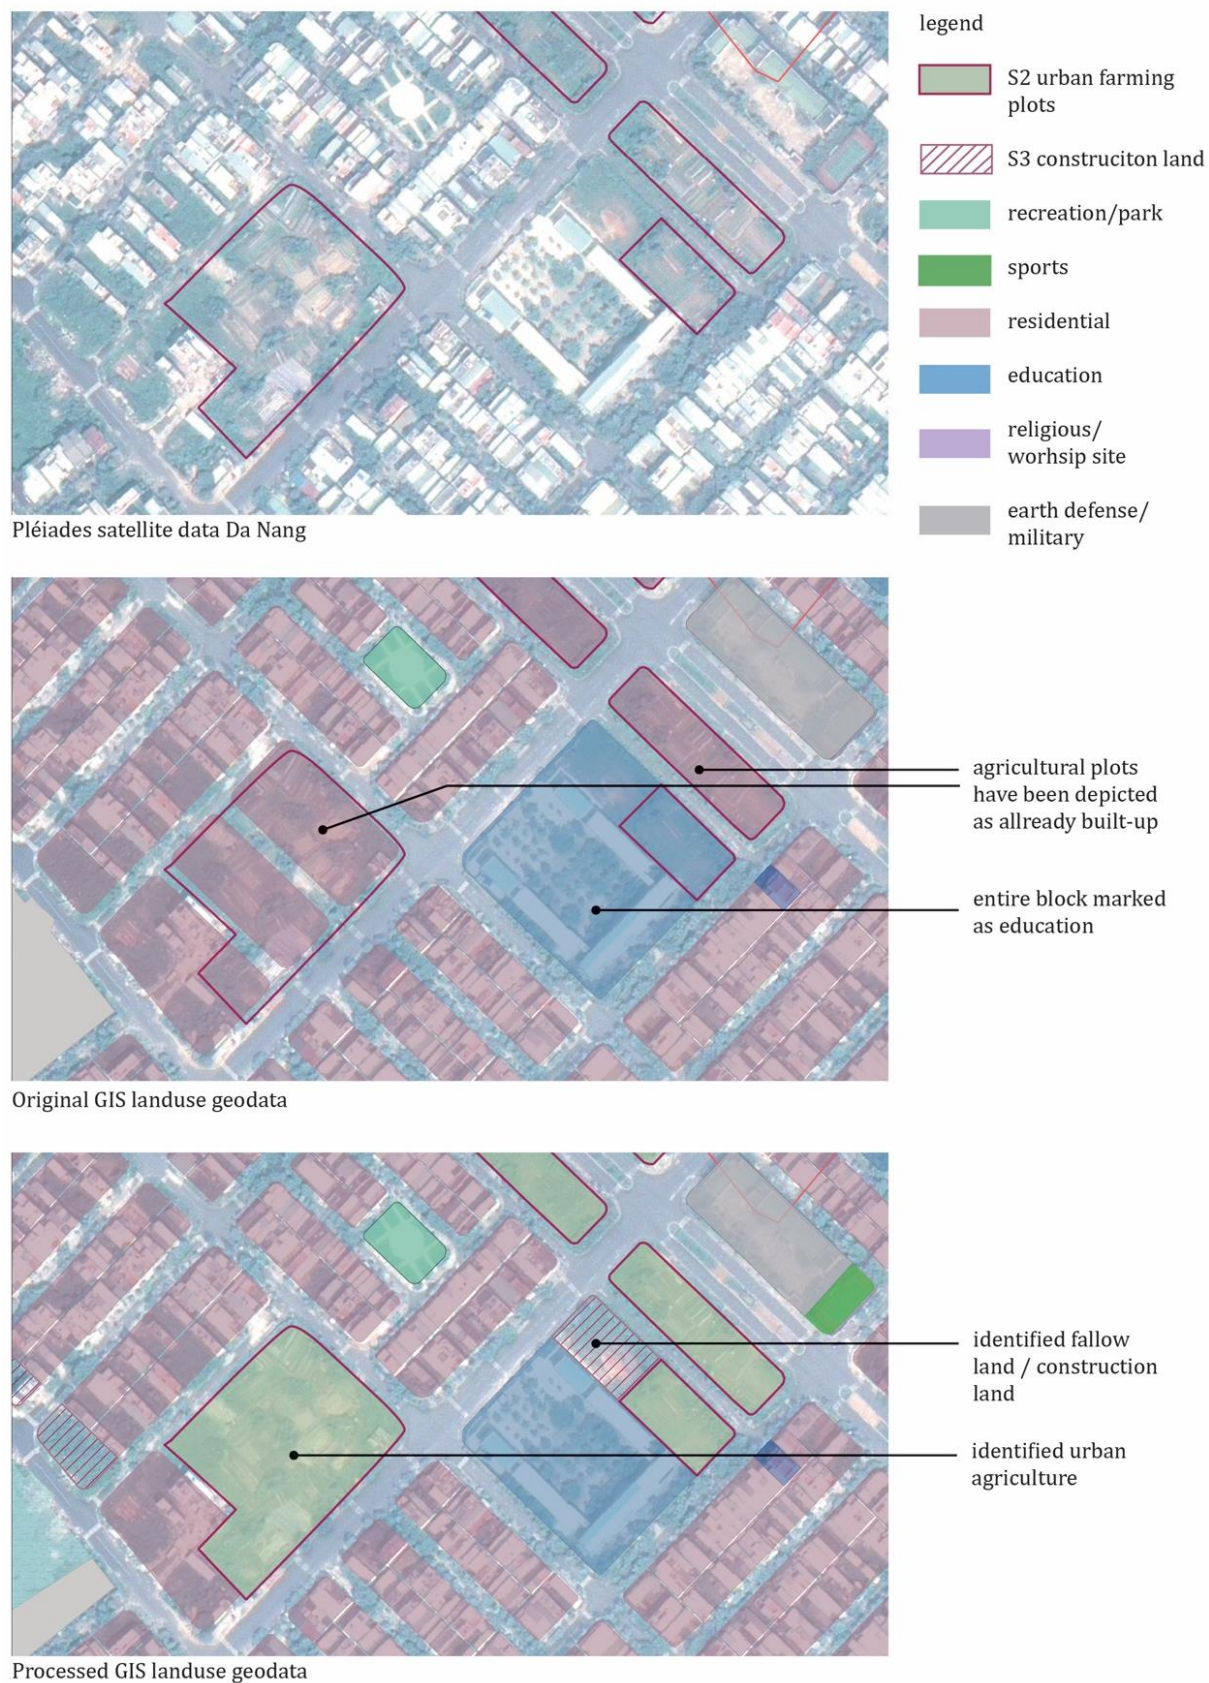 legend
S2 urban farming
plots
S3 construciton land
recreation/park
sports
residential
education
religious/
worhsip site
earth defense/
military
Pléiades satellite data Da Nang
agricultural plots
have been depicted
as allready built-up
entire block marked
as education
Original GIS landuse geodata
identified fallow
land / construction
land
identified urban
agriculture
Processed GIS landuse geodata